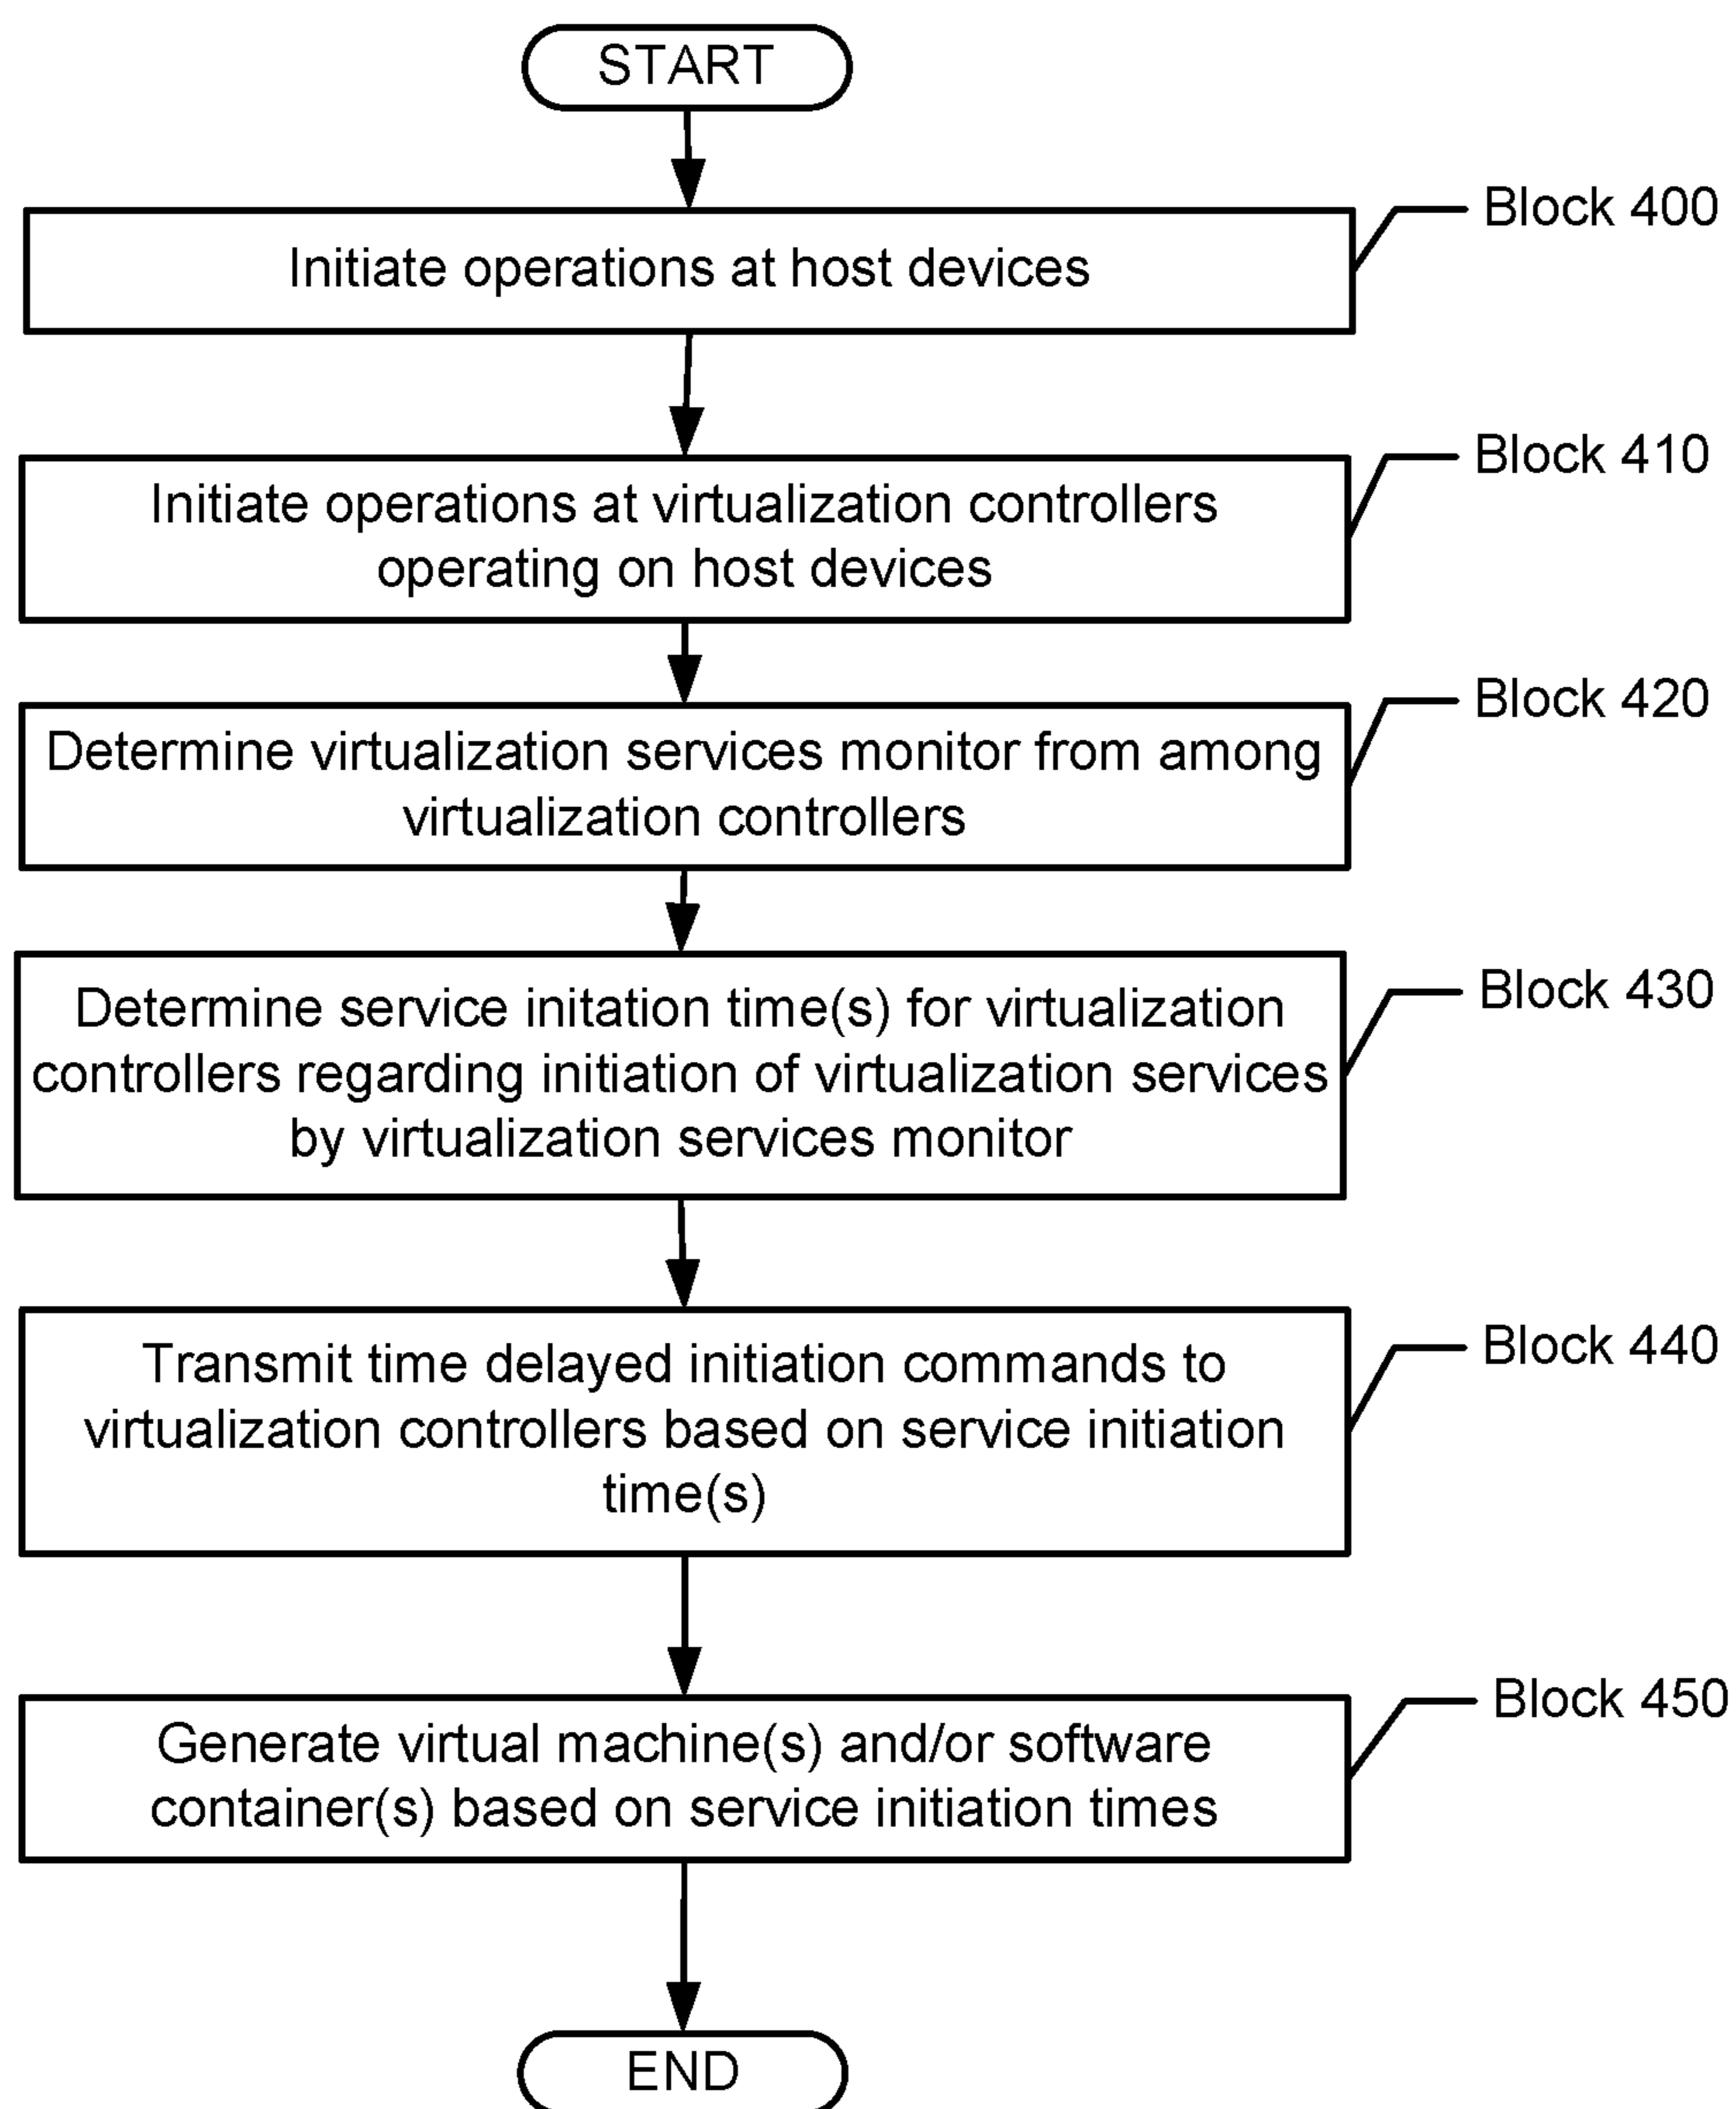 START
Block 400
Initiate operations at host devices
Block 410
Initiate operations at virtualization controllers
operating on host devices
Block 420
Determine virtualization services monitor from among
virtualization controllers
Block 430
Determine service initation time(s) for virtualization
controllers regarding initiation of virtualization services
by virtualization services monitor
Block 440
Transmit time delayed initiation commands to
virtualization controllers based on service initiation
time(s)
Block 450
Generate virtual machine(s) and/or software
container(s) based on service initiation times
END